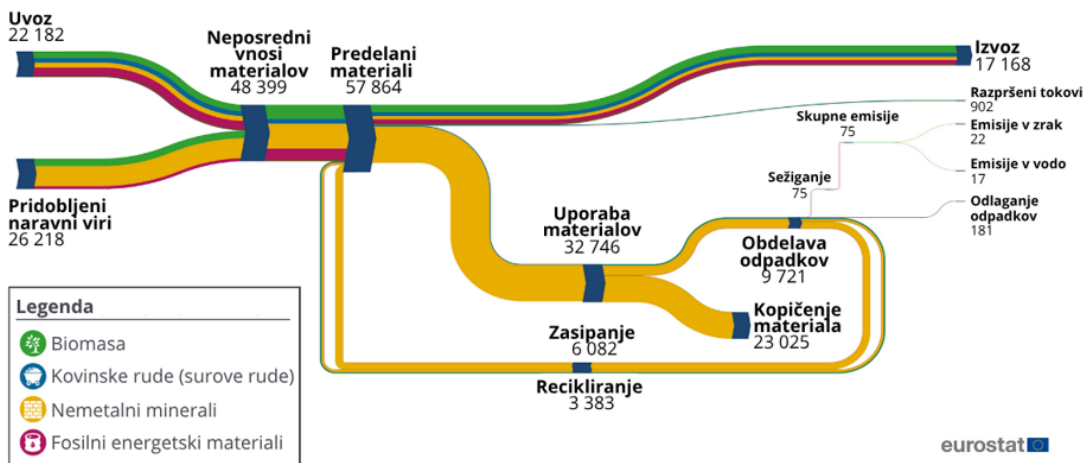 Uvoz
22 182
Neposredni
vnosi
materialov
48 399
Predelani
materiali
57 864
Izvoz
17 168
Razpršeni tokovi
902
Skupne emisije
75
Emisije v zrak
22
Emisije v vodo
17
Sežiganje
75
Odlaganje
odpadkov
181
Pridobljeni
naravni viri
26 218
Uporaba
materialov
32 746
Obdelava
odpadkov
9 721
Kopičenje
materiala
23 025
Zasipanje
6 082
Recikliranje
3 383
Legenda
Biomasa
Kovinske rude (surove rude)
Nemetalni minerali
Fosilni energetski materiali
eurostat